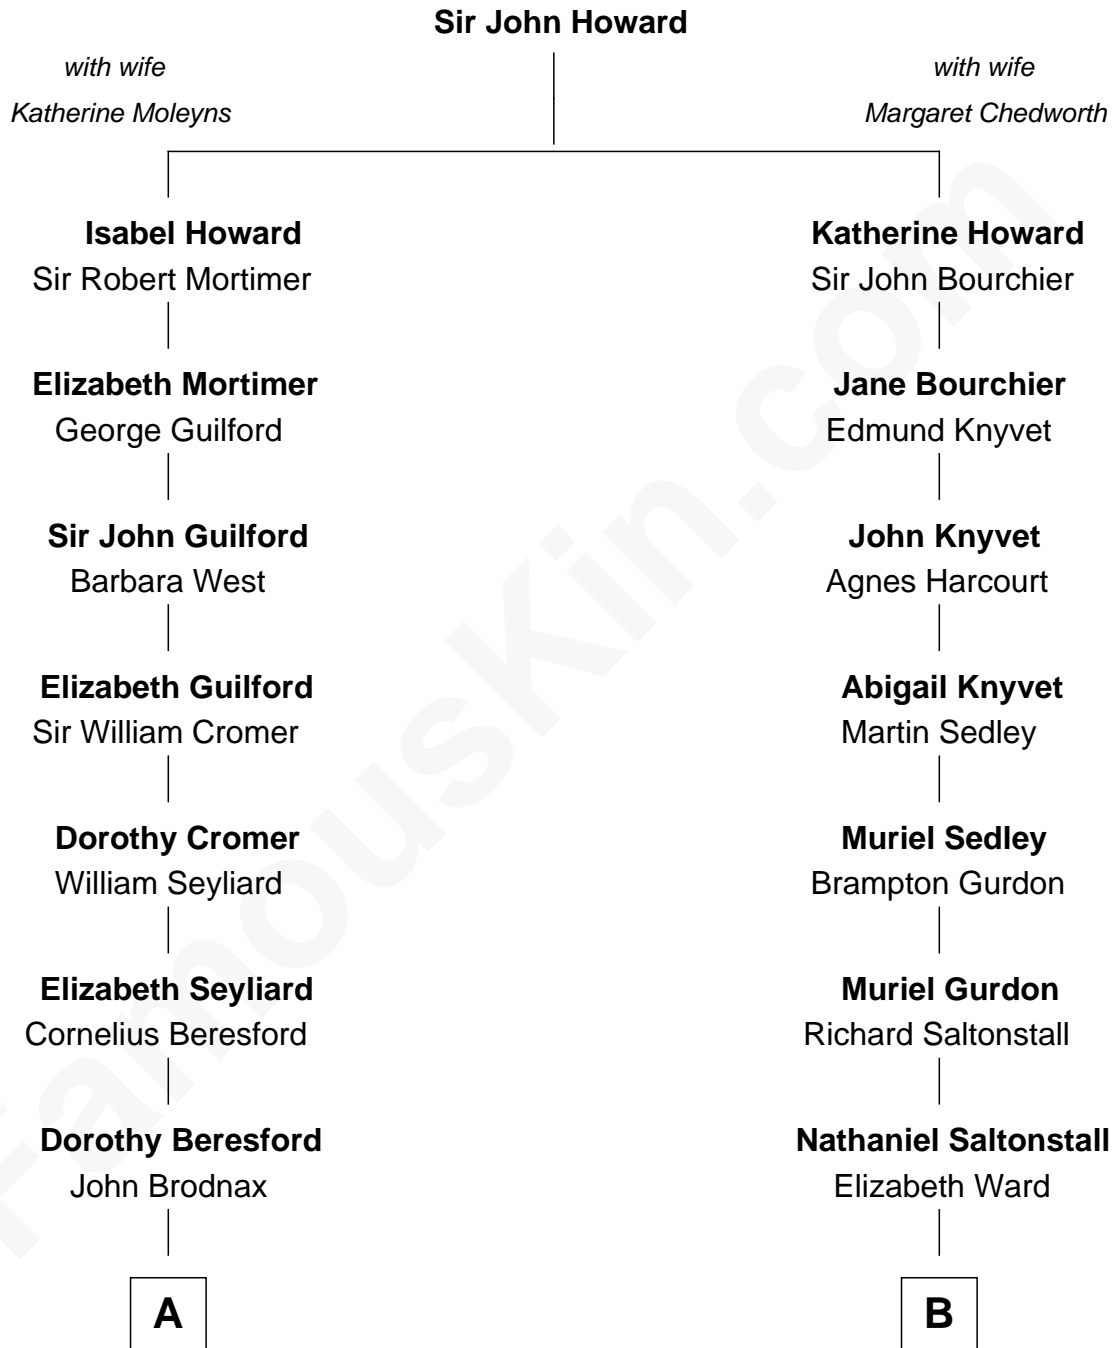 Sir John Howard
with wife
Katherine Moleyns
with wife
Margaret Chedworth
Isabel Howard
Sir Robert Mortimer
Katherine Howard
Sir John Bourchier
Elizabeth Mortimer
George Guilford
Jane Bourchier
Edmund Knyvet
Sir John Guilford
Barbara West
John Knyvet
Agnes Harcourt
Elizabeth Guilford
Sir William Cromer
Abigail Knyvet
Martin Sedley
Dorothy Cromer
William Seyliard
Muriel Sedley
Brampton Gurdon
Elizabeth Seyliard
Cornelius Beresford
Muriel Gurdon
Richard Saltonstall
Dorothy Beresford
John Brodnax
Nathaniel Saltonstall
Elizabeth Ward
A
B
FamousKin.com